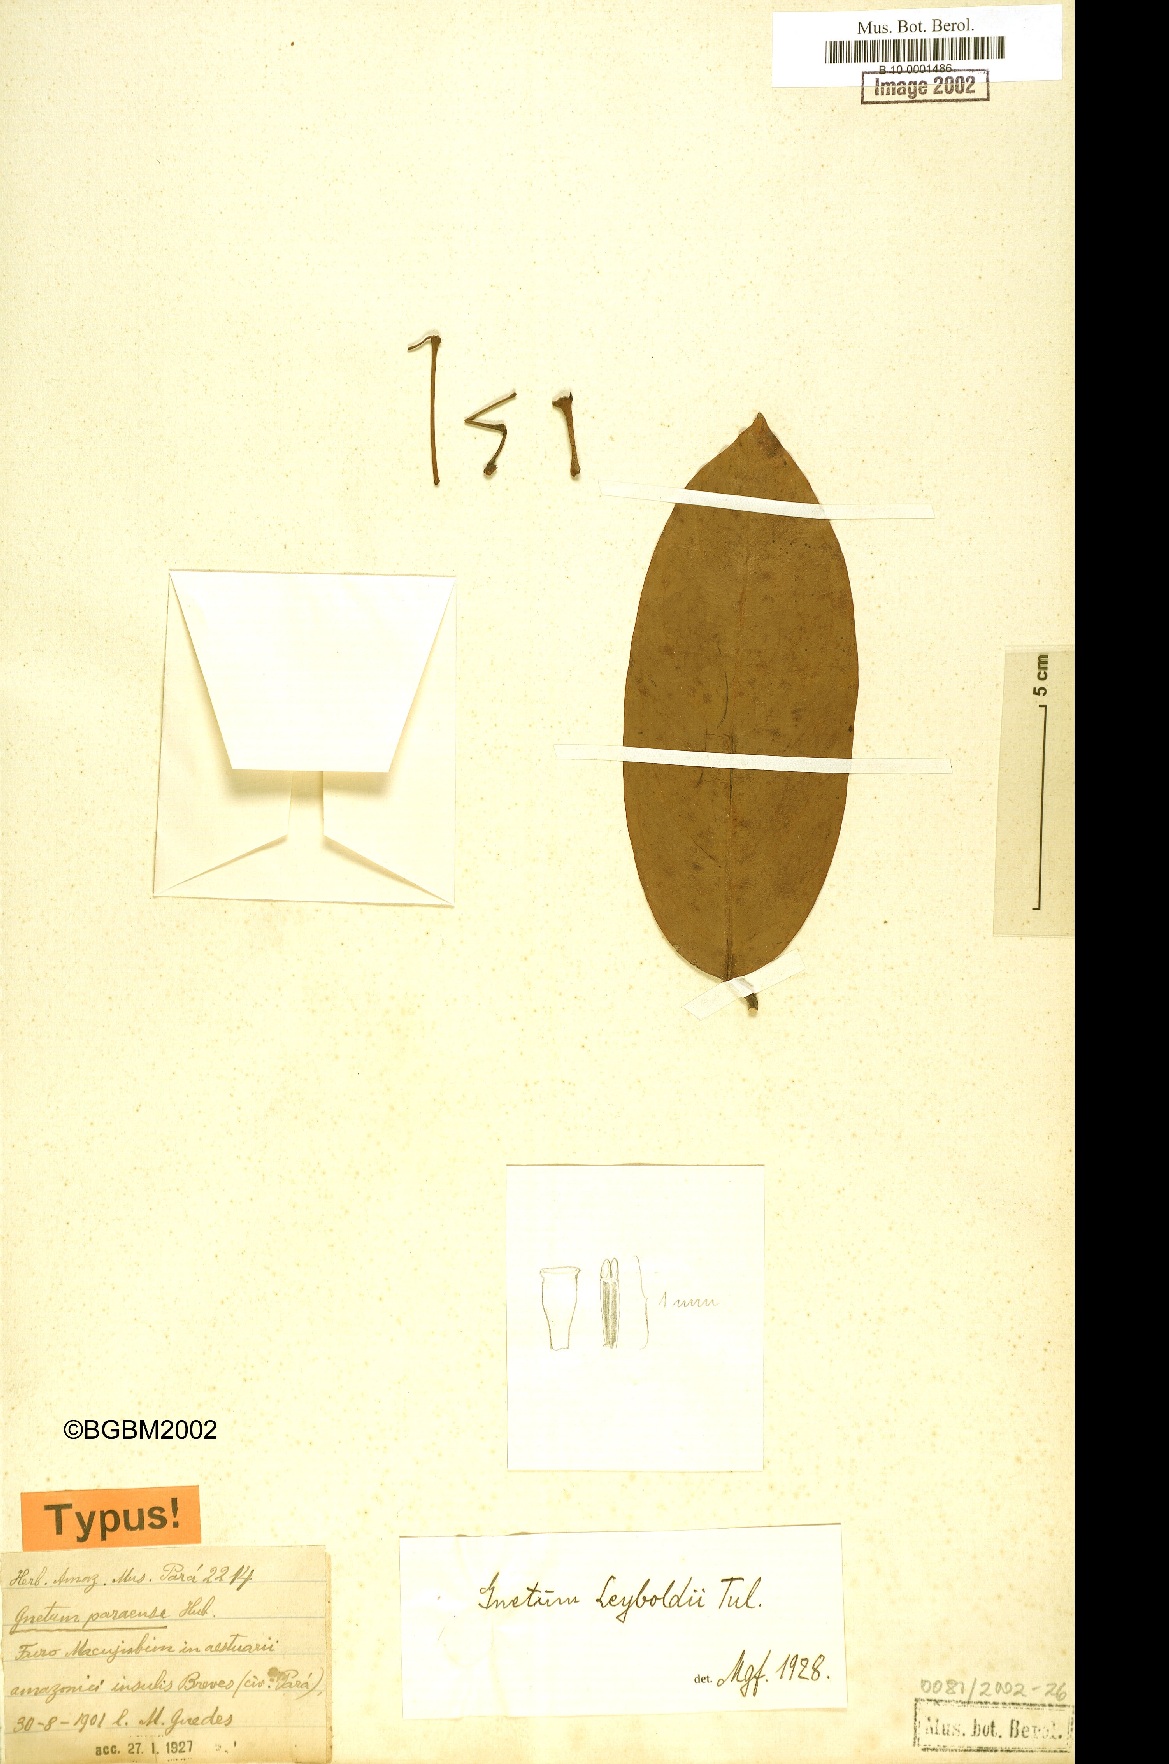 Mus. Bot. Berol.
B 10 0001486
Image 2002
5 cm
1 mm
©BGBM2002
Typus!
Herb. Amaz. Mus. Pará 2214
Gnetum paraense Hub.
Furo Macujubim in aestuarii
amazonici insulis Breves (civ. Pará),
30-8-1901 l. M. Guedes
acc. 27. I. 1927
Gnetum Leyboldii Tul.
det. Mgf. 1928.
0081/2002-26
Mus. bot. Berol.